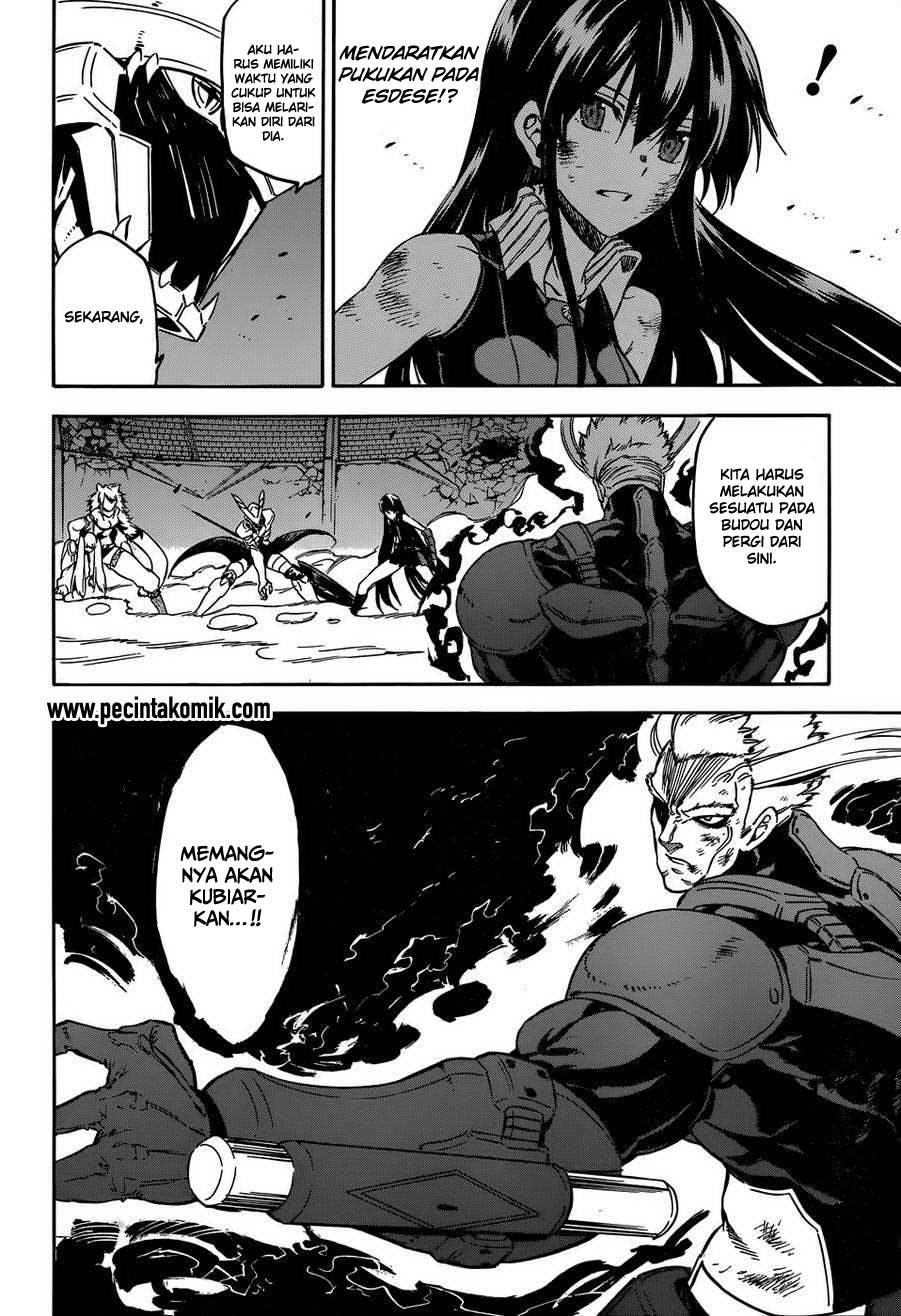 !
MENDARATKAN
PUKUKAN PADA
ESDESE!?
AKU HA-
RUS MEMILIKI
WAKTU YANG
CUKUP UNTUK
BISA MELARI-
KAN DIRI DARI
DIA.
SEKARANG,
KITA HARUS
MELAKUKAN
SESUATU PADA
BUDOU DAN
PERGI DARI
SINI.
www.pecintakomik.com
MEMANG-
NYA AKAN
KUBIAR-
KAN...!!